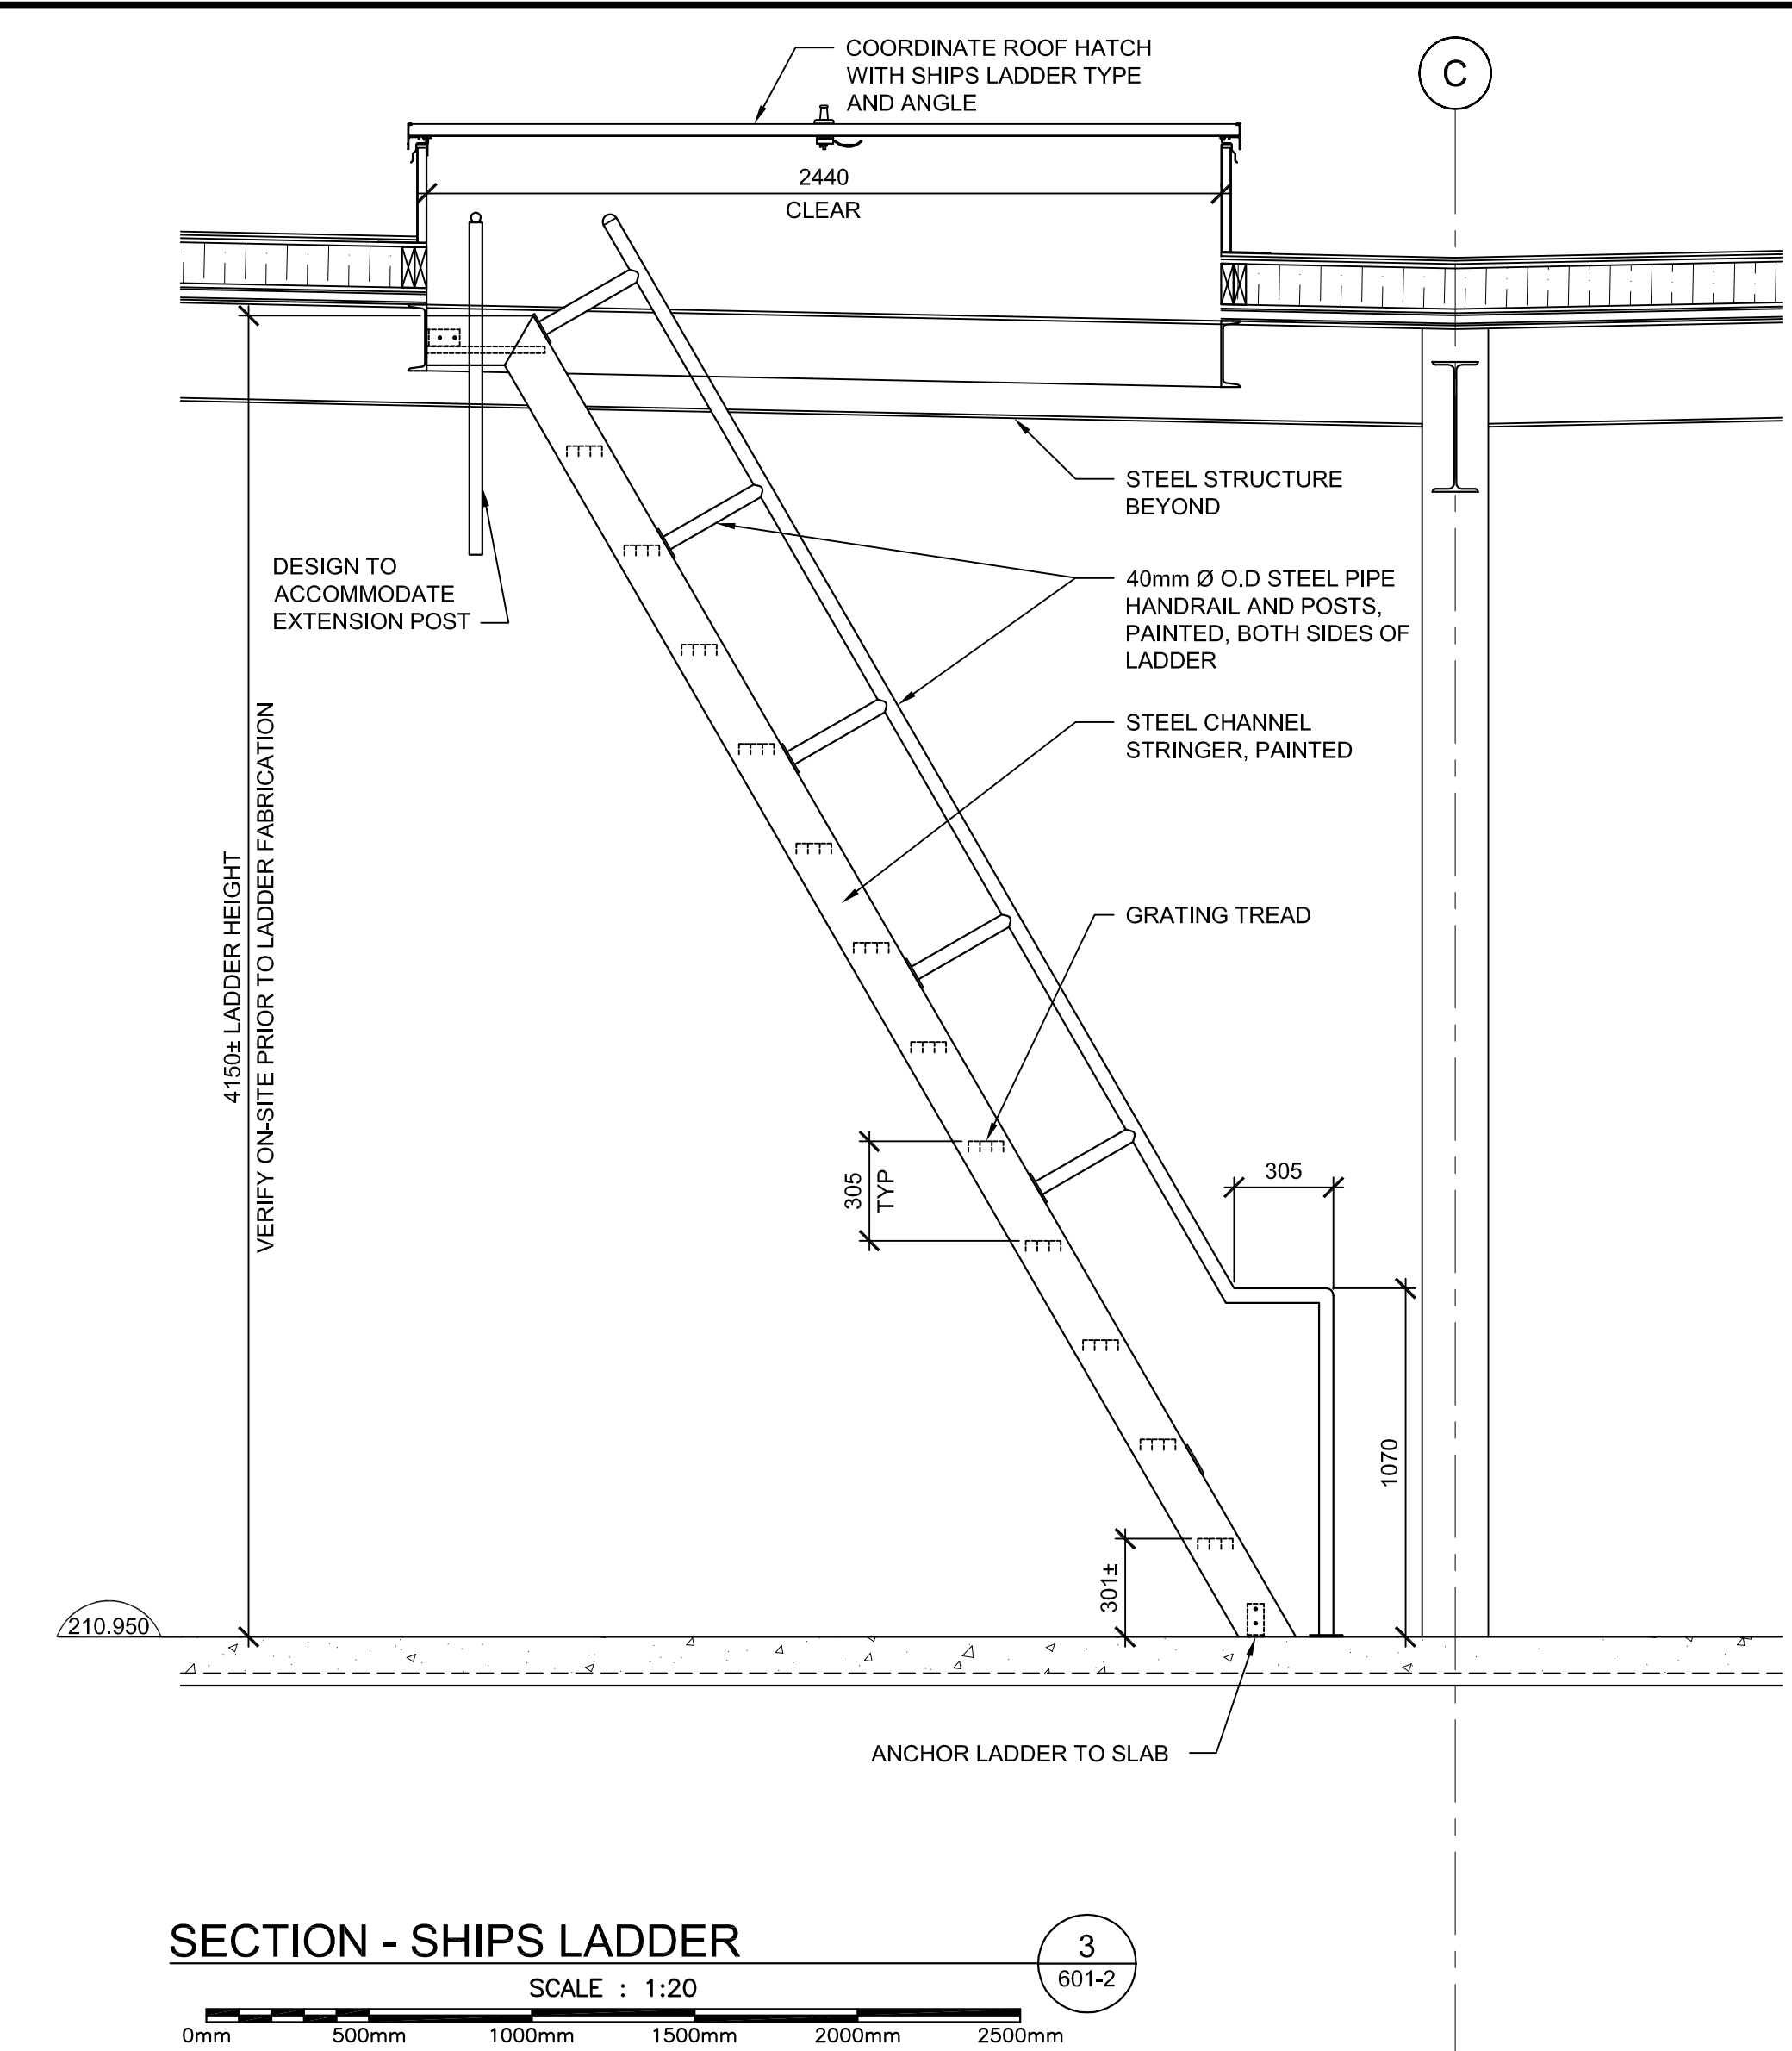 COORDINATE ROOF HATCH
WITH SHIPS LADDER TYPE
AND ANGLE
C
2440
CLEAR
STEEL STRUCTURE
BEYOND
DESIGN TO
ACCOMMODATE
EXTENSION POST
40mm Ø O.D STEEL PIPE
HANDRAIL AND POSTS,
PAINTED, BOTH SIDES OF
LADDER
STEEL CHANNEL
STRINGER, PAINTED
4150± LADDER HEIGHT
VERIFY ON-SITE PRIOR TO LADDER FABRICATION
GRATING TREAD
305
TYP
305
1070
301±
210.950
ANCHOR LADDER TO SLAB
SECTION - SHIPS LADDER
3
601-2
SCALE : 1:20
0mm 500mm 1000mm 1500mm 2000mm 2500mm